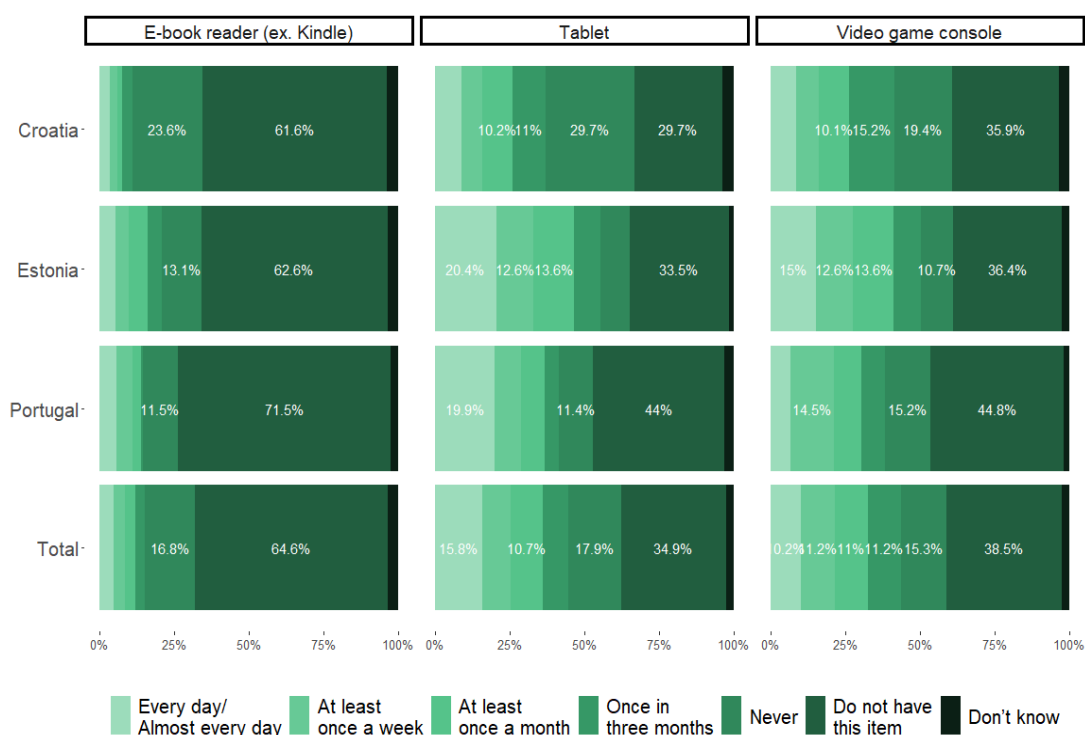 E-book reader (ex. Kindle) Tablet Video game console
Croatia 23.6% 61.6% 10.2% 11% 29.7% 29.7% 10.1% 15.2% 19.4% 35.9%
Estonia 13.1% 62.6% 20.4% 12.6% 13.6% 33.5% 15% 12.6% 13.6% 10.7% 36.4%
Portugal 11.5% 71.5% 19.9% 11.4% 44% 14.5% 15.2% 44.8%
Total 16.8% 64.6% 15.8% 10.7% 17.9% 34.9% 10.2% 11.2% 11% 11.2% 15.3% 38.5%
0% 25% 50% 75% 100% 0% 25% 50% 75% 100% 0% 25% 50% 75% 100%
Every day/ At least At least Once in Never Do not have Don't know
Almost every day once a week once a month three months this item